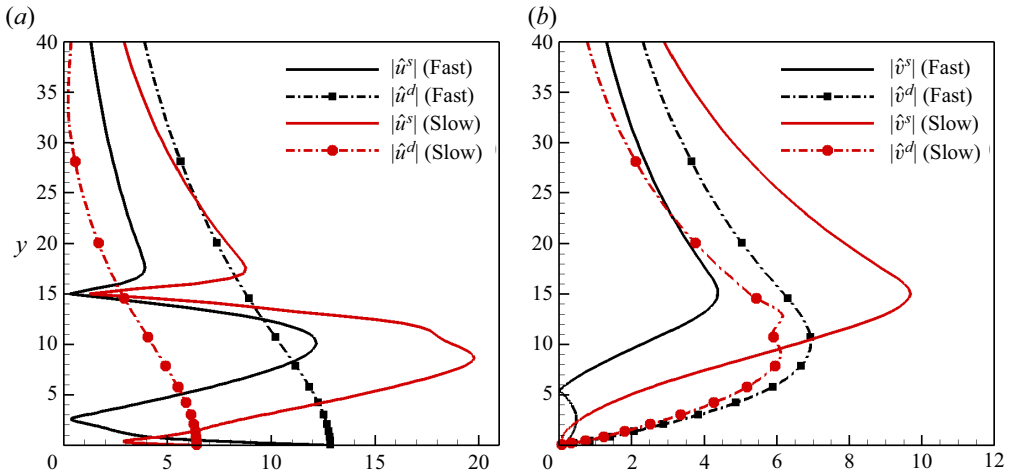 (a)
(b)
40
35
30
25
20
15
10
5
y
0
5
10
15
20
|û^s| (Fast)
|û^d| (Fast)
|û^s| (Slow)
|û^d| (Slow)
40
35
30
25
20
15
10
5
0
2
4
6
8
10
12
|v̂^s| (Fast)
|v̂^d| (Fast)
|v̂^s| (Slow)
|v̂^d| (Slow)